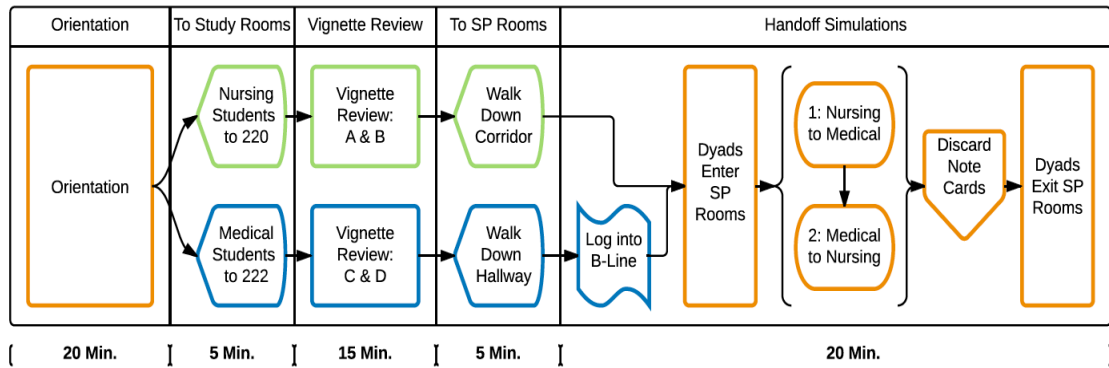 Orientation
To Study Rooms
Vignette Review
To SP Rooms
Handoff Simulations
Orientation
Nursing
Students
to 220
Vignette
Review:
A & B
Walk
Down
Corridor
Medical
Students
to 222
Vignette
Review:
C & D
Walk
Down
Hallway
Log into
B-Line
Dyads
Enter
SP
Rooms
1: Nursing
to Medical
2: Medical
to Nursing
Discard
Note
Cards
Dyads
Exit SP
Rooms
20 Min.
5 Min.
15 Min.
5 Min.
20 Min.